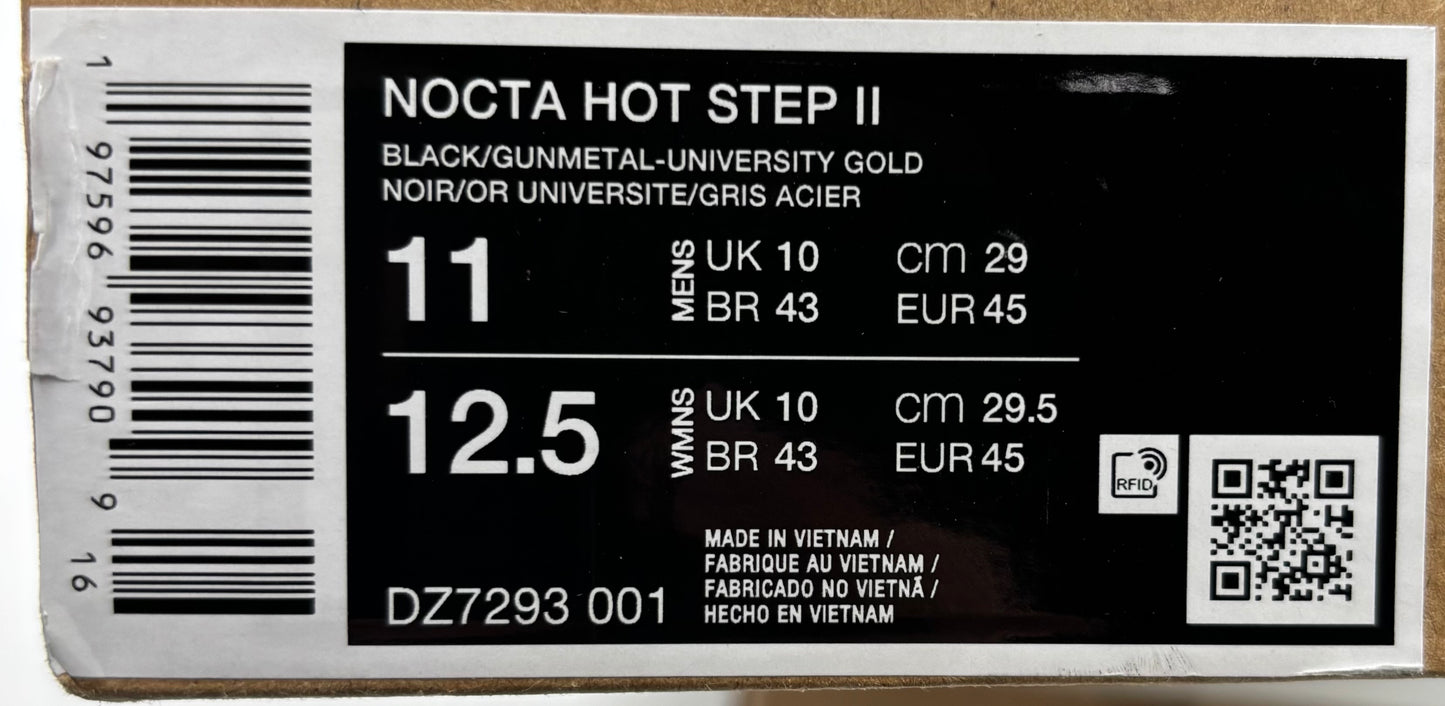 1 97596 93790 9 16
NOCTA HOT STEP II
BLACK/GUNMETAL-UNIVERSITY GOLD
NOIR/OR UNIVERSITE/GRIS ACIER
11 MENS UK 10 cm 29
BR 43 EUR 45
12.5 WMNS UK 10 cm 29.5
BR 43 EUR 45
RFID
MADE IN VIETNAM /
FABRIQUE AU VIETNAM /
FABRICADO NO VIETNÃ /
HECHO EN VIETNAM
DZ7293 001